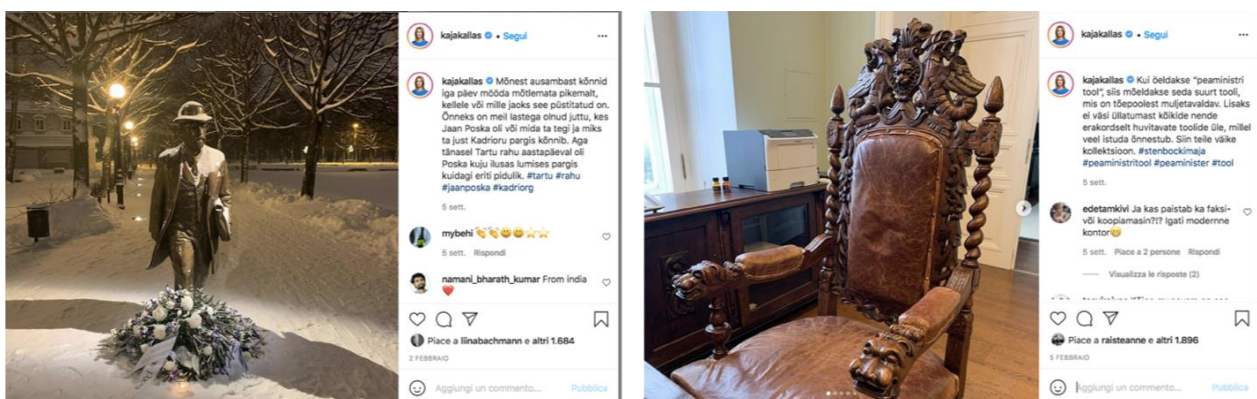 kajakallas • Segui
kajakallas Mõnest ausambast kõnnid
iga päev mööda mõtlemata pikemalt,
kellele või mille jaoks see püstitatud on.
Õnneks on meil lastega olnud juttu, kes
Jaan Poska oli või mida ta tegi ja miks
ta just Kadrioru pargis kõnnib. Aga
tänasel Tartu rahu aastapäeval oli
Poska kuju ilusas lumises pargis
kuidagi eriti pidulik. #tartu #rahu
#jaanposka #kadriorg
5 sett.
mybehi 👏👏😀😀⭐⭐
5 sett. Rispondi
namani_bharath_kumar From india
❤️
Piace a liinabachmann e altri 1.684
2 FEBBRAIO
Aggiungi un commento... Pubblica
kajakallas • Segui
kajakallas Kui öeldakse “peaministri
tool”, siis mõeldakse seda suurt tooli,
mis on tõepoolest muljetavaldav. Lisaks
ei väsi üllatumast kõikide nende
erakordselt huvitavate toolide üle, millel
veel istuda õnnestub. Siin teile väike
kollektsioon. #stenbockimaja
#peaministritool #peaminister #tool
5 sett.
edetamkivi Ja kas paistab ka faksi-
või koopiamasin?!? Igati modernne
kontor😁
5 sett. Piace a 2 persone Rispondi
Visualizza le risposte (2)
Piace a raisteanne e altri 1.896
5 FEBBRAIO
Aggiungi un commento... Pubblica